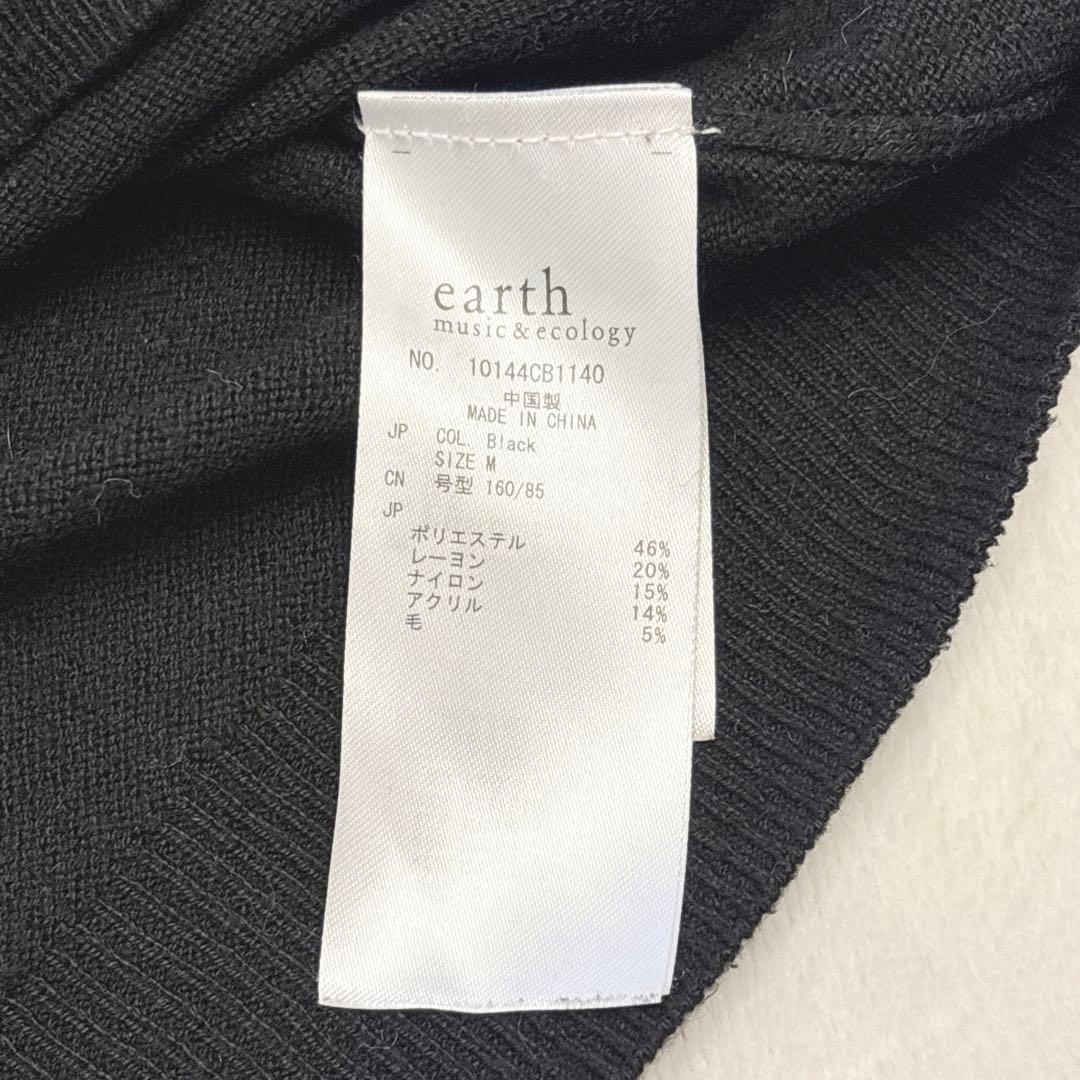 earth
music&ecology
NO. 10144CB1140
中国製
MADE IN CHINA
JP COL. Black
SIZE M
CN 号型 160/85
JP
ポリエステル 46%
レーヨン 20%
ナイロン 15%
アクリル 14%
毛 5%